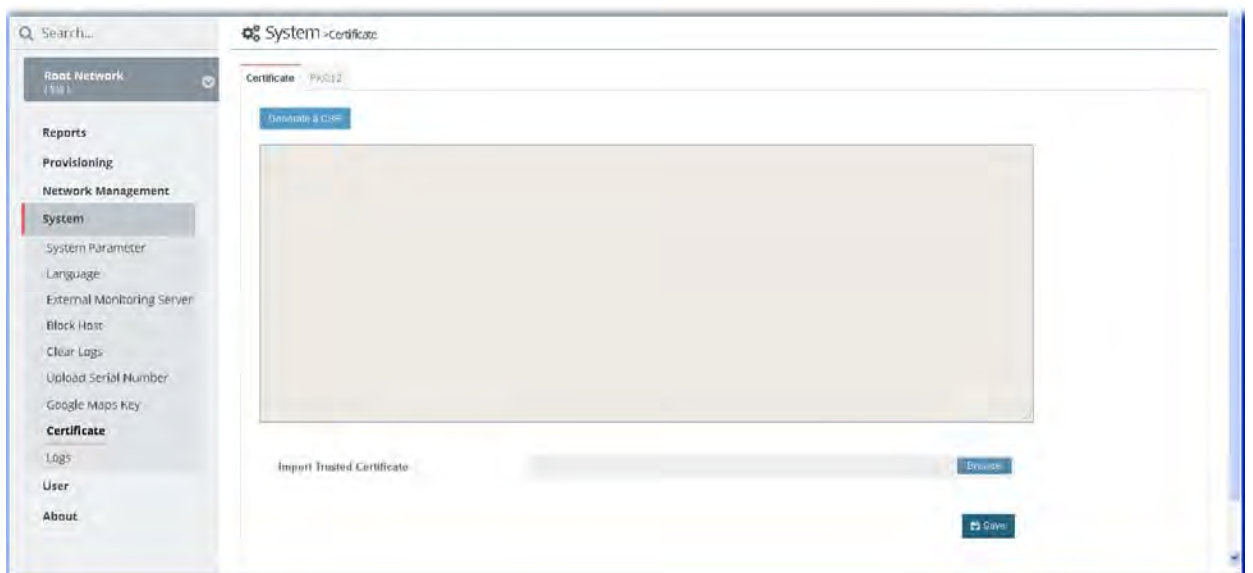 Search...
System >Certificate
Root Network
Certificate PKCS12
Generate a CSR
Reports
Provisioning
Network Management
System
System Parameter
Language
External Monitoring Server
Block Host
Clear Logs
Upload Serial Number
Google Maps Key
Certificate
Logs
Import Trusted Certificate
Browse
User
About
Save